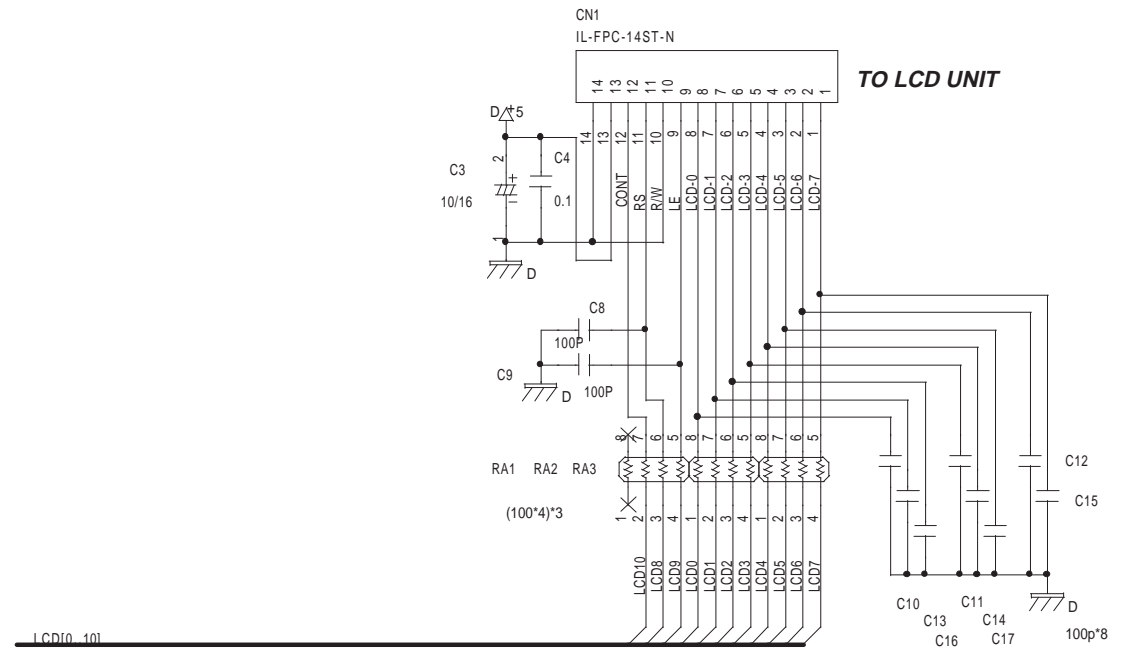 CN1
IL-FPC-14ST-N
TO LCD UNIT
14 13 12 11 10 9 8 7 6 5 4 3 2 1
D +5
14 13 12 11 10 9 8 7 6 5 4 3 2 1
2
C4
C3
10/16
+
0.1
CONT RS R/W LE LCD-0 LCD-1 LCD-2 LCD-3 LCD-4 LCD-5 LCD-6 LCD-7
1
D
C8
100P
C9
100P
D
8 7 6 5 8 7 6 5 8 7 6 5
RA1 RA2 RA3
C12
C15
(100*4)*3
1 2 3 4 1 2 3 4 1 2 3 4
LCD10 LCD8 LCD9 LCD0 LCD1 LCD2 LCD3 LCD4 LCD5 LCD6 LCD7
C10 C11 D
C13 C14
C16 C17 100p*8
LCD[0..10]